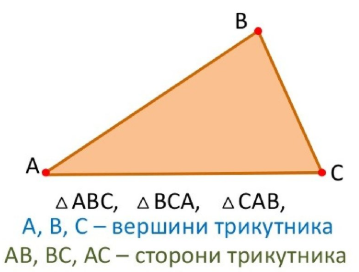 B
A
C
△ABC, △BCA, △CAB,
A, B, C – вершини трикутника
AB, BC, AC – сторони трикутника